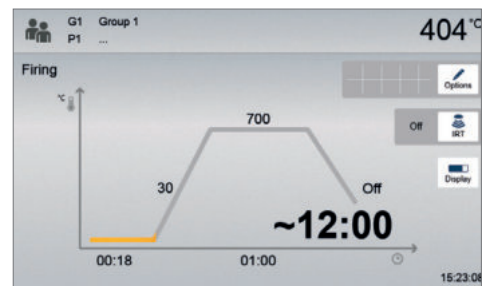 G1 Group 1
P1 ...
404 °C
Firing
Options
°C
700
Off
IRT
30
Off
Display
~12:00
00:18 01:00
15:23:08